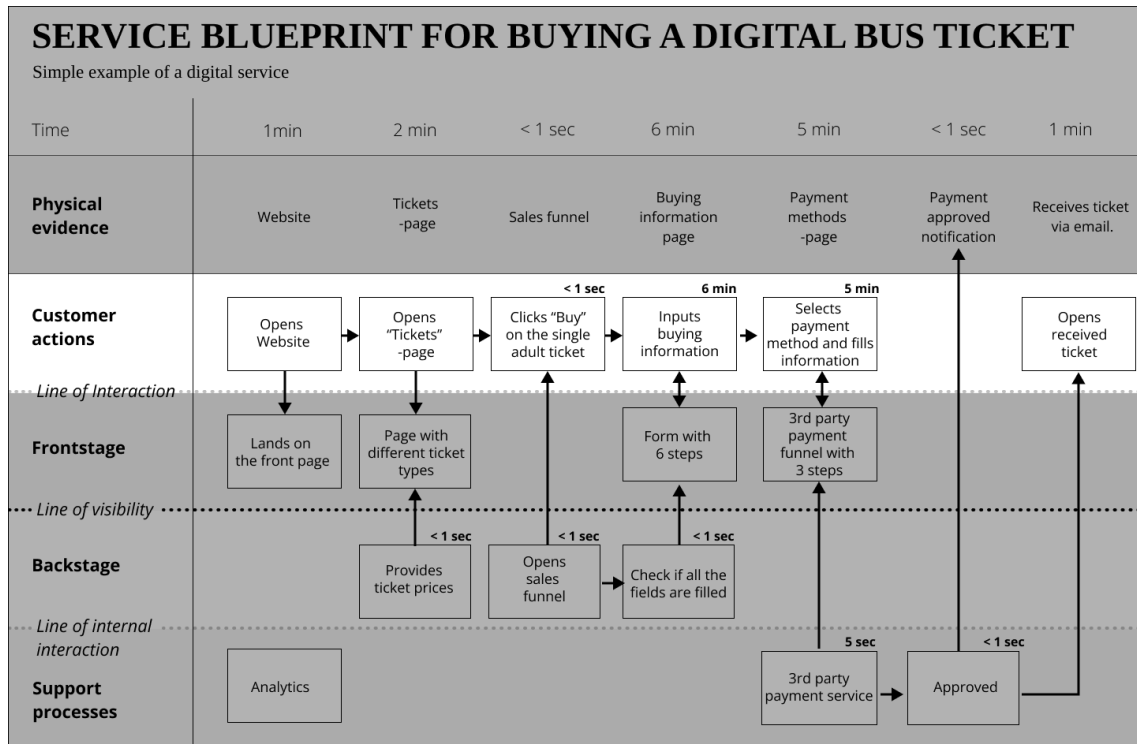 SERVICE BLUEPRINT FOR BUYING A DIGITAL BUS TICKET
Simple example of a digital service
Time
1min
2 min
< 1 sec
6 min
5 min
< 1 sec
1 min
Physical
evidence
Website
Tickets
-page
Sales funnel
Buying
information
page
Payment
methods
-page
Payment
approved
notification
Receives ticket
via email.
Customer
actions
Opens
Website
Opens
“Tickets”
-page
< 1 sec
Clicks “Buy”
on the single
adult ticket
6 min
Inputs
buying
information
5 min
Selects
payment
method and fills
information
Opens
received
ticket
Line of Interaction
Frontstage
Lands on
the front page
Page with
different ticket
types
Form with
6 steps
3rd party
payment
funnel with
3 steps
Line of visibility
Backstage
< 1 sec
Provides
ticket prices
< 1 sec
Opens
sales
funnel
< 1 sec
Check if all the
fields are filled
Line of internal
interaction
Support
processes
Analytics
5 sec
3rd party
payment service
< 1 sec
Approved